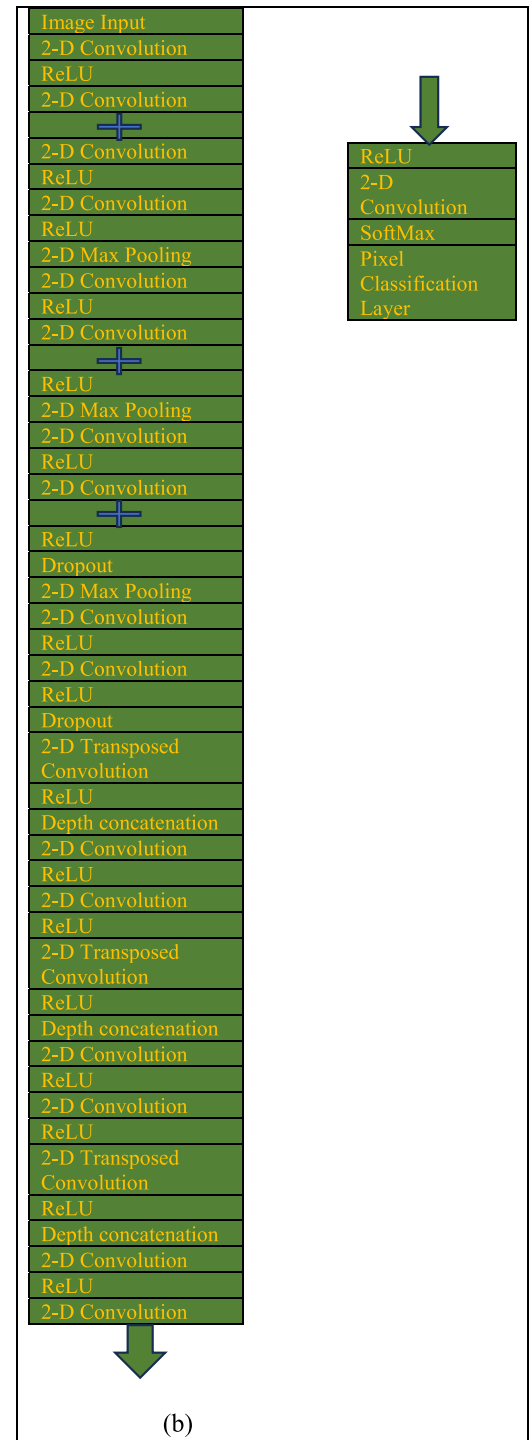 Image Input
2-D Convolution
ReLU
2-D Convolution
2-D Convolution
ReLU
2-D Convolution
ReLU
2-D Max Pooling
2-D Convolution
ReLU
2-D Convolution
ReLU
2-D Max Pooling
2-D Convolution
ReLU
2-D Convolution
ReLU
Dropout
2-D Max Pooling
2-D Convolution
ReLU
2-D Convolution
ReLU
Dropout
2-D Transposed
Convolution
ReLU
Depth concatenation
2-D Convolution
ReLU
2-D Convolution
ReLU
2-D Transposed
Convolution
ReLU
Depth concatenation
2-D Convolution
ReLU
2-D Convolution
ReLU
2-D Transposed
Convolution
ReLU
Depth concatenation
2-D Convolution
ReLU
2-D Convolution
ReLU
2-D
Convolution
SoftMax
Pixel
Classification
Layer
(b)